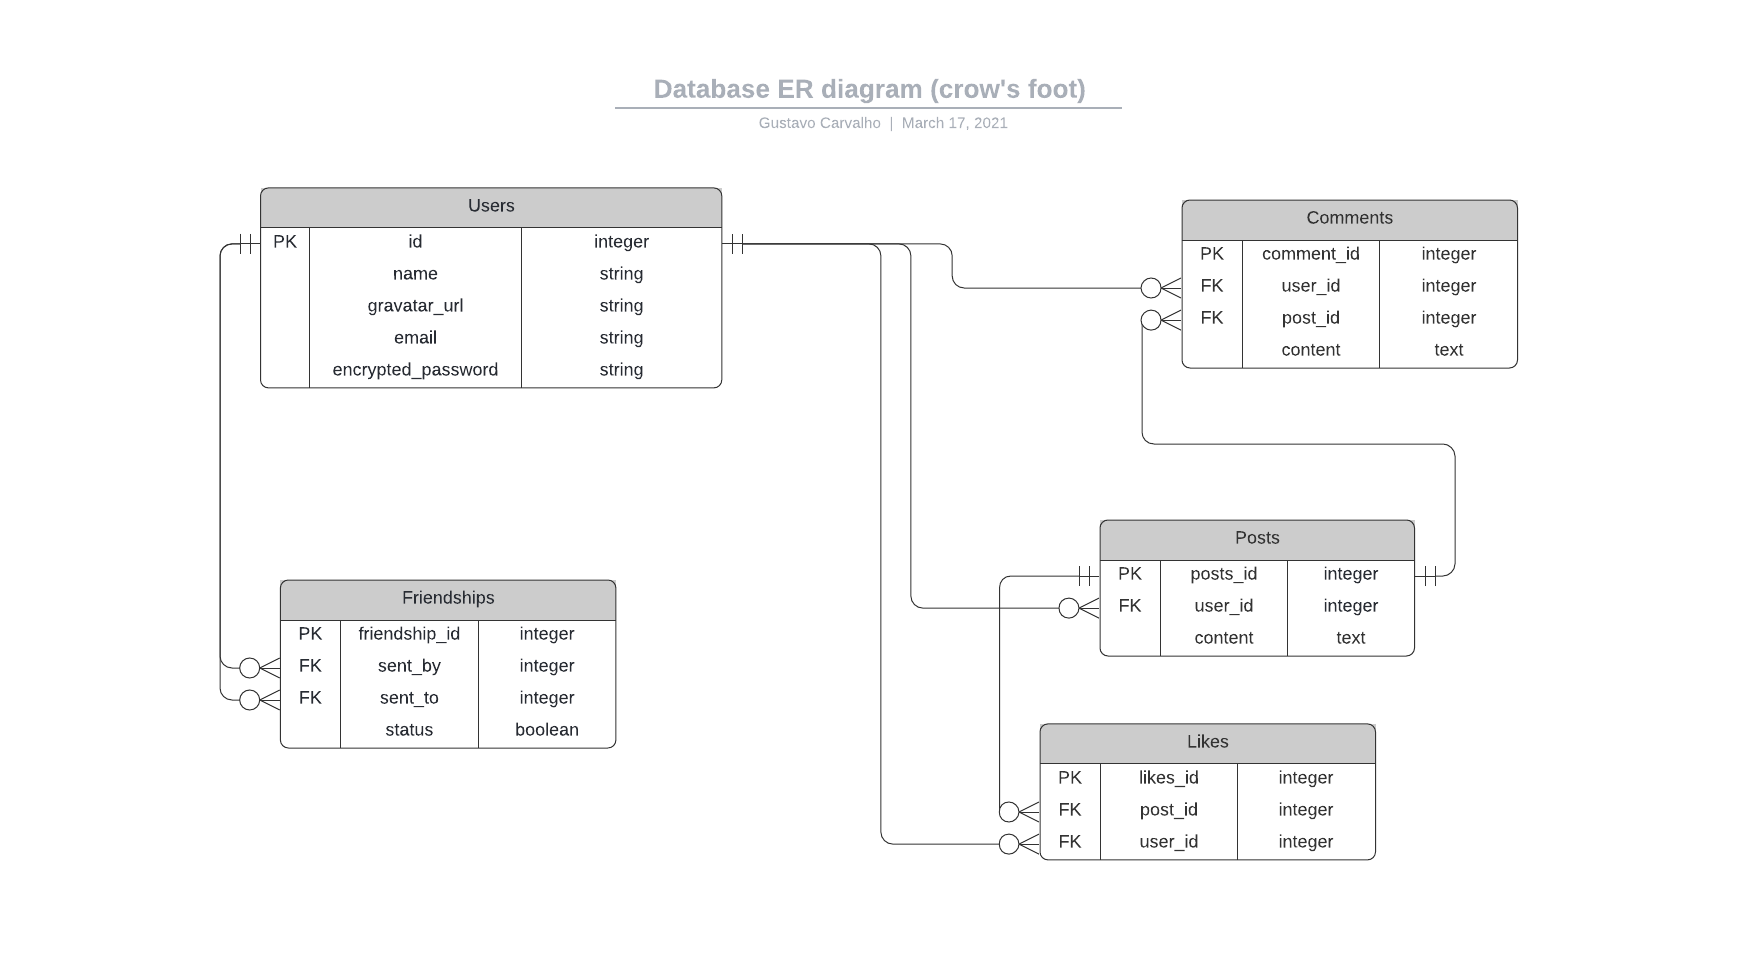 Database ER diagram (crow's foot)
Gustavo Carvalho | March 17, 2021
Users
PK id integer
name string
gravatar_url string
email string
encrypted_password string
Comments
PK comment_id integer
FK user_id integer
FK post_id integer
content text
Posts
PK posts_id integer
FK user_id integer
content text
Friendships
PK friendship_id integer
FK sent_by integer
FK sent_to integer
status boolean
Likes
PK likes_id integer
FK post_id integer
FK user_id integer